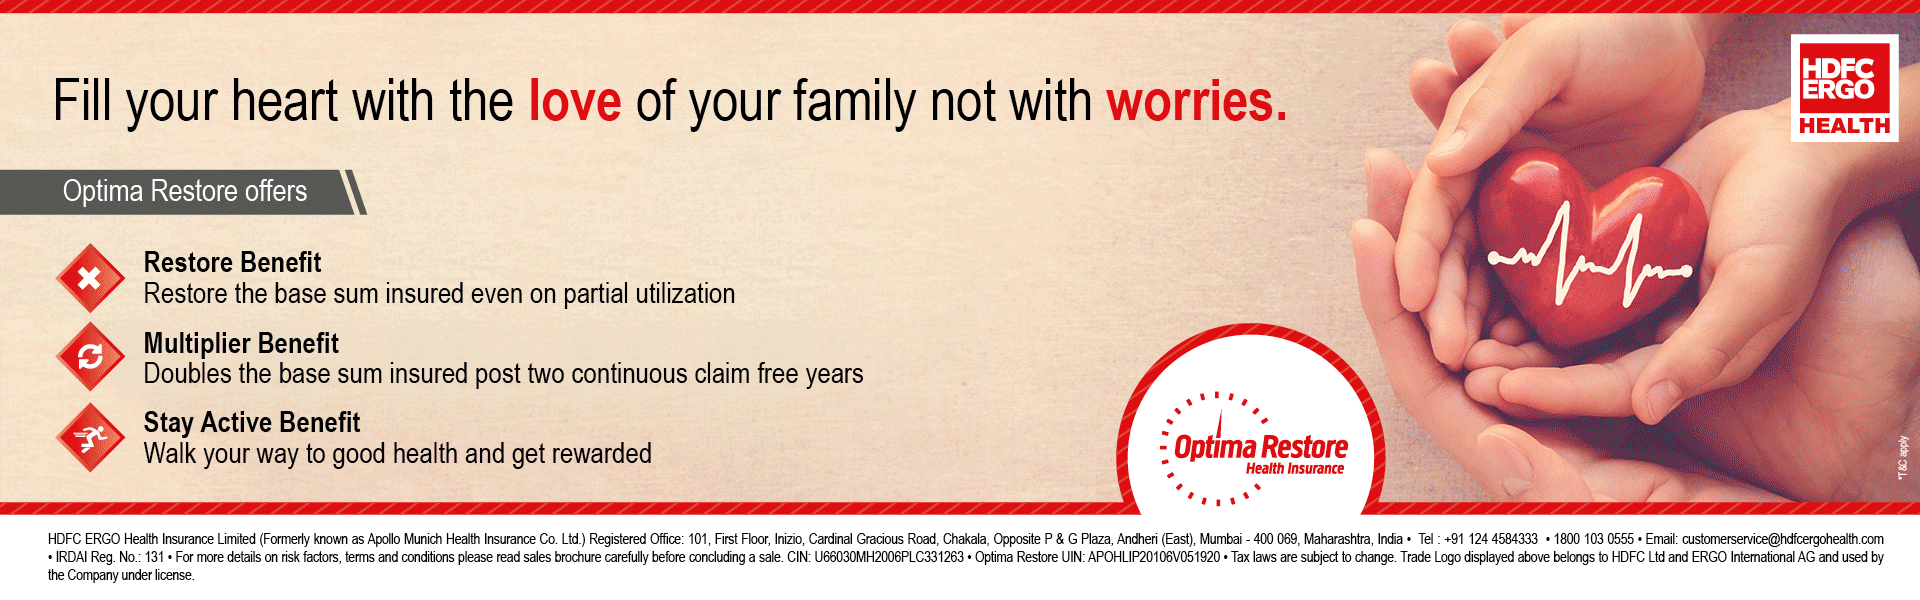 Fill your heart with the love of your family not with worries.
HDFC
ERGO
HEALTH
Optima Restore offers
Restore Benefit
Restore the base sum insured even on partial utilization
Multiplier Benefit
Doubles the base sum insured post two continuous claim free years
Stay Active Benefit
Walk your way to good health and get rewarded
Optima Restore
Health Insurance
*T&C apply
HDFC ERGO Health Insurance Limited (Formerly known as Apollo Munich Health Insurance Co. Ltd.) Registered Office: 101, First Floor, Inizio, Cardinal Gracious Road, Chakala, Opposite P & G Plaza, Andheri (East), Mumbai - 400 069, Maharashtra, India • Tel : +91 124 4584333 • 1800 103 0555 • Email: customerservice@hdfcergohealth.com
• IRDAI Reg. No.: 131 • For more details on risk factors, terms and conditions please read sales brochure carefully before concluding a sale. CIN: U66030MH2006PLC331263 • Optima Restore UIN: APOHLIP20106V051920 • Tax laws are subject to change. Trade Logo displayed above belongs to HDFC Ltd and ERGO International AG and used by
the Company under license.